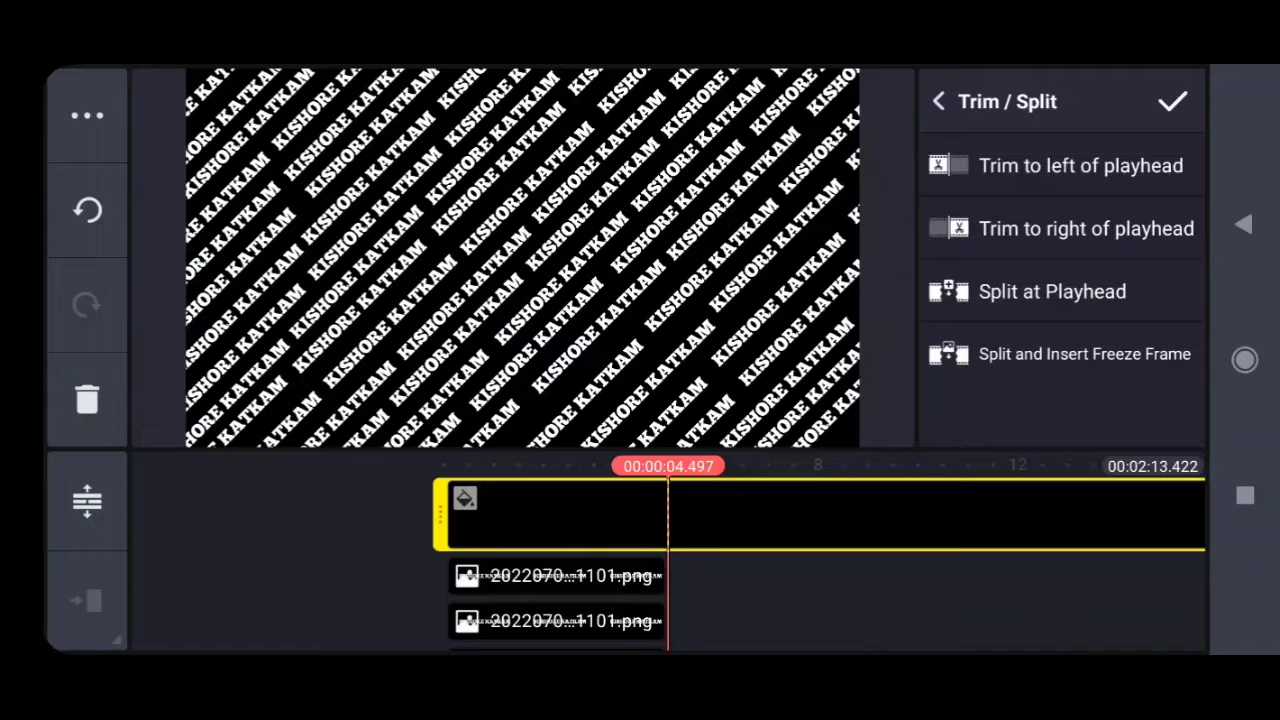 KISHORE KATKAM
Trim / Split
Trim to left of playhead
Trim to right of playhead
Split at Playhead
Split and Insert Freeze Frame
00:00:04.497
8
12
00:02:13.422
2022070...1101.png
2022070...1101.png